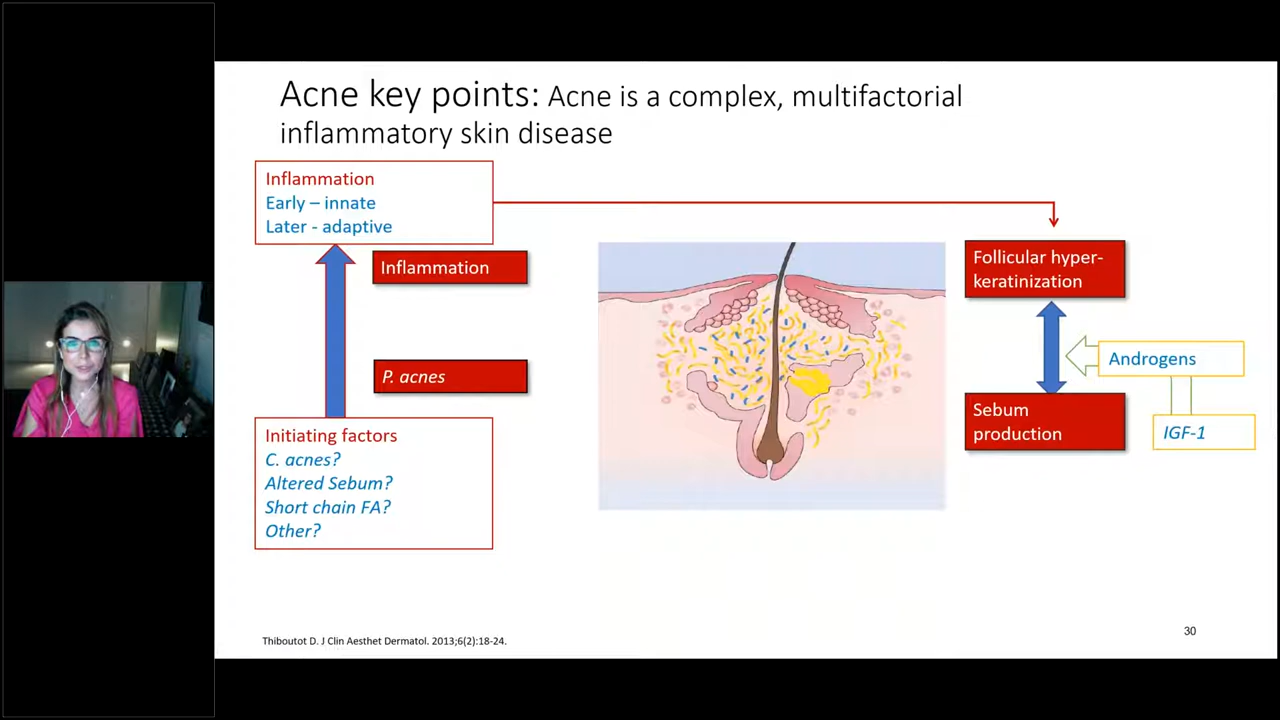 Acne key points: Acne is a complex, multifactorial
inflammatory skin disease
Inflammation
Early – innate
Later - adaptive
Inflammation
P. acnes
Initiating factors
C. acnes?
Altered Sebum?
Short chain FA?
Other?
Follicular hyper-
keratinization
Androgens
Sebum
production
IGF-1
Thiboutot D. J Clin Aesthet Dermatol. 2013;6(2):18-24.
30